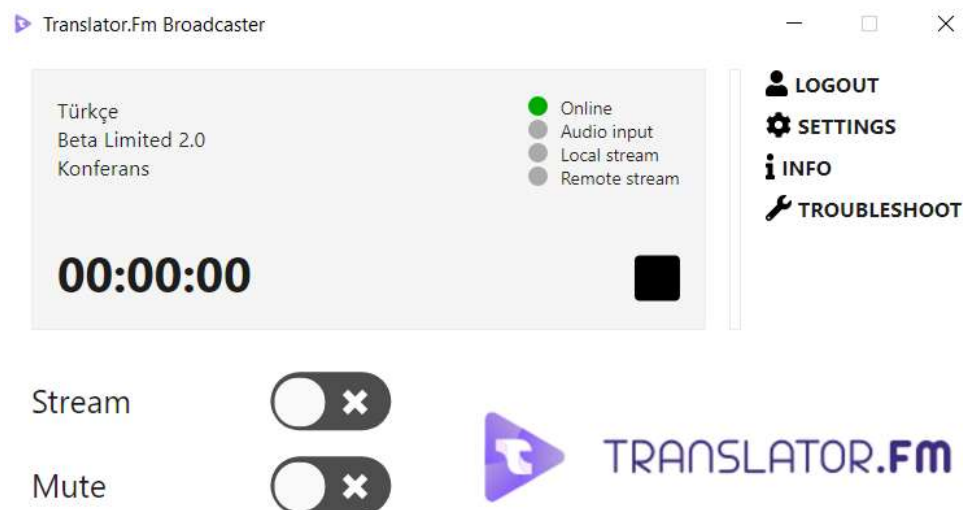 Translator.Fm Broadcaster
Türkçe
Beta Limited 2.0
Konferans
Online
Audio input
Local stream
Remote stream
00:00:00
LOGOUT
SETTINGS
INFO
TROUBLESHOOT
Stream
Mute
TRANSLATOR.FM